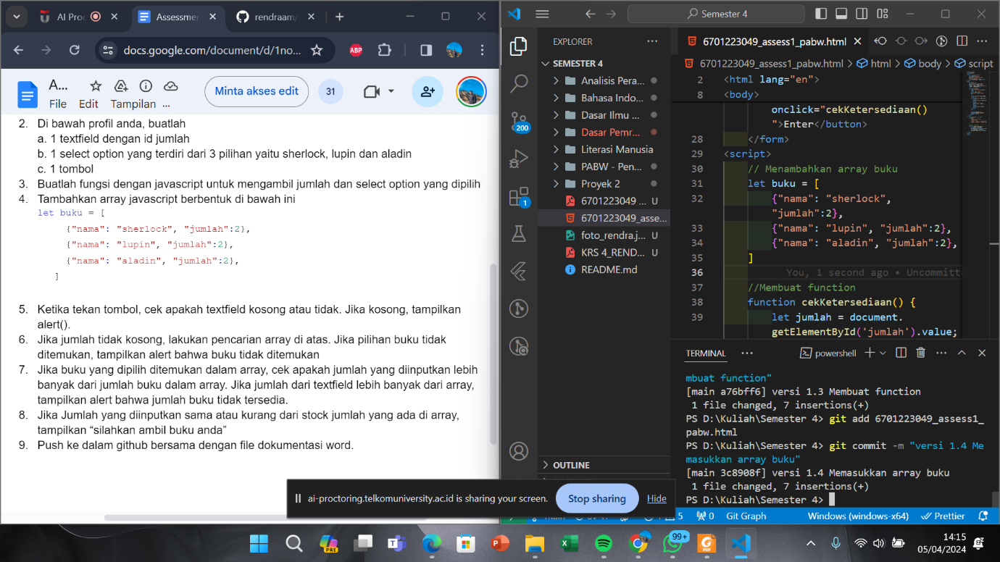 AI Proc
Assessmen
rendraam
docs.google.com/document/d/1no...
ABP
A...
Minta akses edit
31
File Edit Tampilan ...
2. Di bawah profil anda, buatlah
a. 1 textfield dengan id jumlah
b. 1 select option yang terdiri dari 3 pilihan yaitu sherlock, lupin dan aladin
c. 1 tombol
3. Buatlah fungsi dengan javascript untuk mengambil jumlah dan select option yang dipilih
4. Tambahkan array javascript berbentuk di bawah ini
let buku = [
{"nama": "sherlock", "jumlah":2},
{"nama": "lupin", "jumlah":2},
{"nama": "aladin", "jumlah":2},
]
5. Ketika tekan tombol, cek apakah textfield kosong atau tidak. Jika kosong, tampilkan
alert().
6. Jika jumlah tidak kosong, lakukan pencarian array di atas. Jika pilihan buku tidak
ditemukan, tampilkan alert bahwa buku tidak ditemukan
7. Jika buku yang dipilih ditemukan dalam array, cek apakah jumlah yang diinputkan lebih
banyak dari jumlah buku dalam array. Jika jumlah dari textfield lebih banyak dari array,
tampilkan alert bahwa jumlah buku tidak tersedia.
8. Jika Jumlah yang diinputkan sama atau kurang dari stock jumlah yang ada di array,
tampilkan “silahkan ambil buku anda”
9. Push ke dalam github bersama dengan file dokumentasi word.
Semester 4
EXPLORER
SEMESTER 4
Analisis Pera...
Bahasa Indo...
Dasar Ilmu ...
Dasar Pemr...
Literasi Manusia
PABW - Pen...
Proyek 2
6701223049 ... U
6701223049_asse...
foto_rendra.j... U
KRS 4_REND... U
README.md
OUTLINE
200
1
6701223049_assess1_pabw.html
6701223049_assess1_pabw.html > html > body > script
2 <html lang="en">
8 <body>
onclick="cekKetersediaan()
">Enter</button>
28 </form>
29 <script>
30 // Menambahkan array buku
31 let buku = [
32 {"nama": "sherlock",
"jumlah":2},
33 {"nama": "lupin", "jumlah":2},
34 {"nama": "aladin", "jumlah":2},
35 ]
36 You, 1 second ago • Uncommitt
37 //Membuat function
38 function cekKetersediaan() {
39 let jumlah = document.
getElementById('jumlah').value;
TERMINAL
powershell
mbuat function"
[main a76bff6] versi 1.3 Membuat function
1 file changed, 7 insertions(+)
PS D:\Kuliah\Semester 4> git add 6701223049_assess1_
pabw.html
PS D:\Kuliah\Semester 4> git commit -m "versi 1.4 Me
masukkan array buku"
[main 3c8908f] versi 1.4 Memasukkan array buku
1 file changed, 7 insertions(+)
PS D:\Kuliah\Semester 4>
ai-proctoring.telkomuniversity.ac.id is sharing your screen.
Stop sharing
Hide
5
0
Git Graph
Windows (windows-x64)
Prettier
PRE
99+
PDF
14:15
05/04/2024